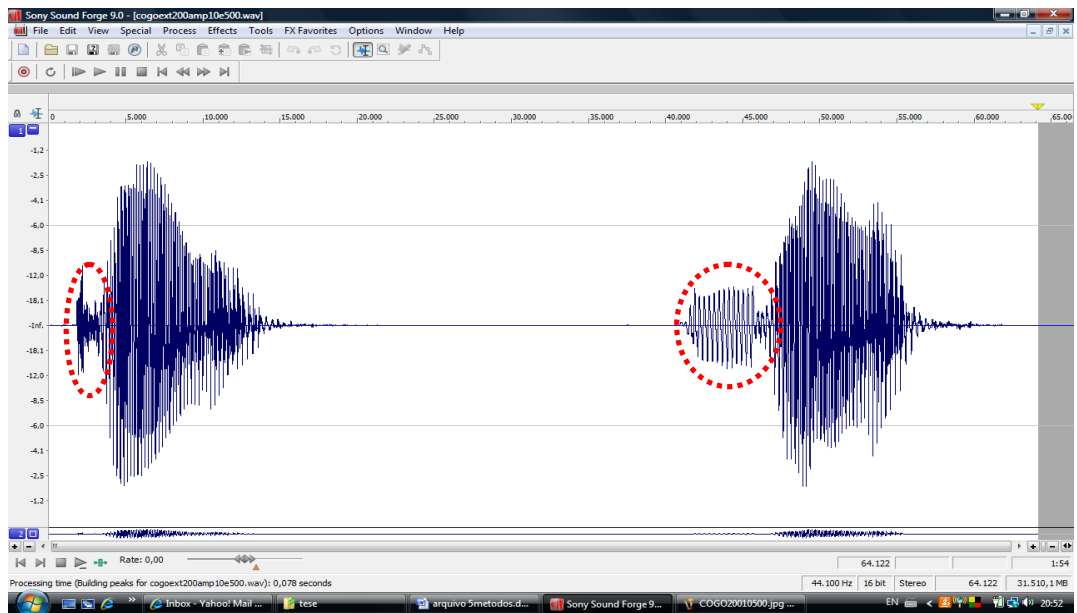 Sony Sound Forge 9.0 - [cogoext200amp10e500.wav]
File Edit View Special Process Effects Tools FX Favorites Options Window Help
0 5.000 10.000 15.000 20.000 25.000 30.000 35.000 40.000 45.000 50.000 55.000 60.000 65.00
1
-1,2
-2,5
-4,1
-6,0
-8,5
-12,0
-18,1
-Inf.
-18,1
-12,0
-8,5
-6,0
-4,1
-2,5
-1,2
2
Rate: 0,00
64.122 1:54
Processing time (Building peaks for cogoext200amp10e500.wav): 0,078 seconds 44.100 Hz 16 bit Stereo 64.122 31.510,1 MB
Inbox - Yahoo! Mail ... tese arquivo 5metodos.d... Sony Sound Forge 9... COGO20010500.jpg ... EN 20:52